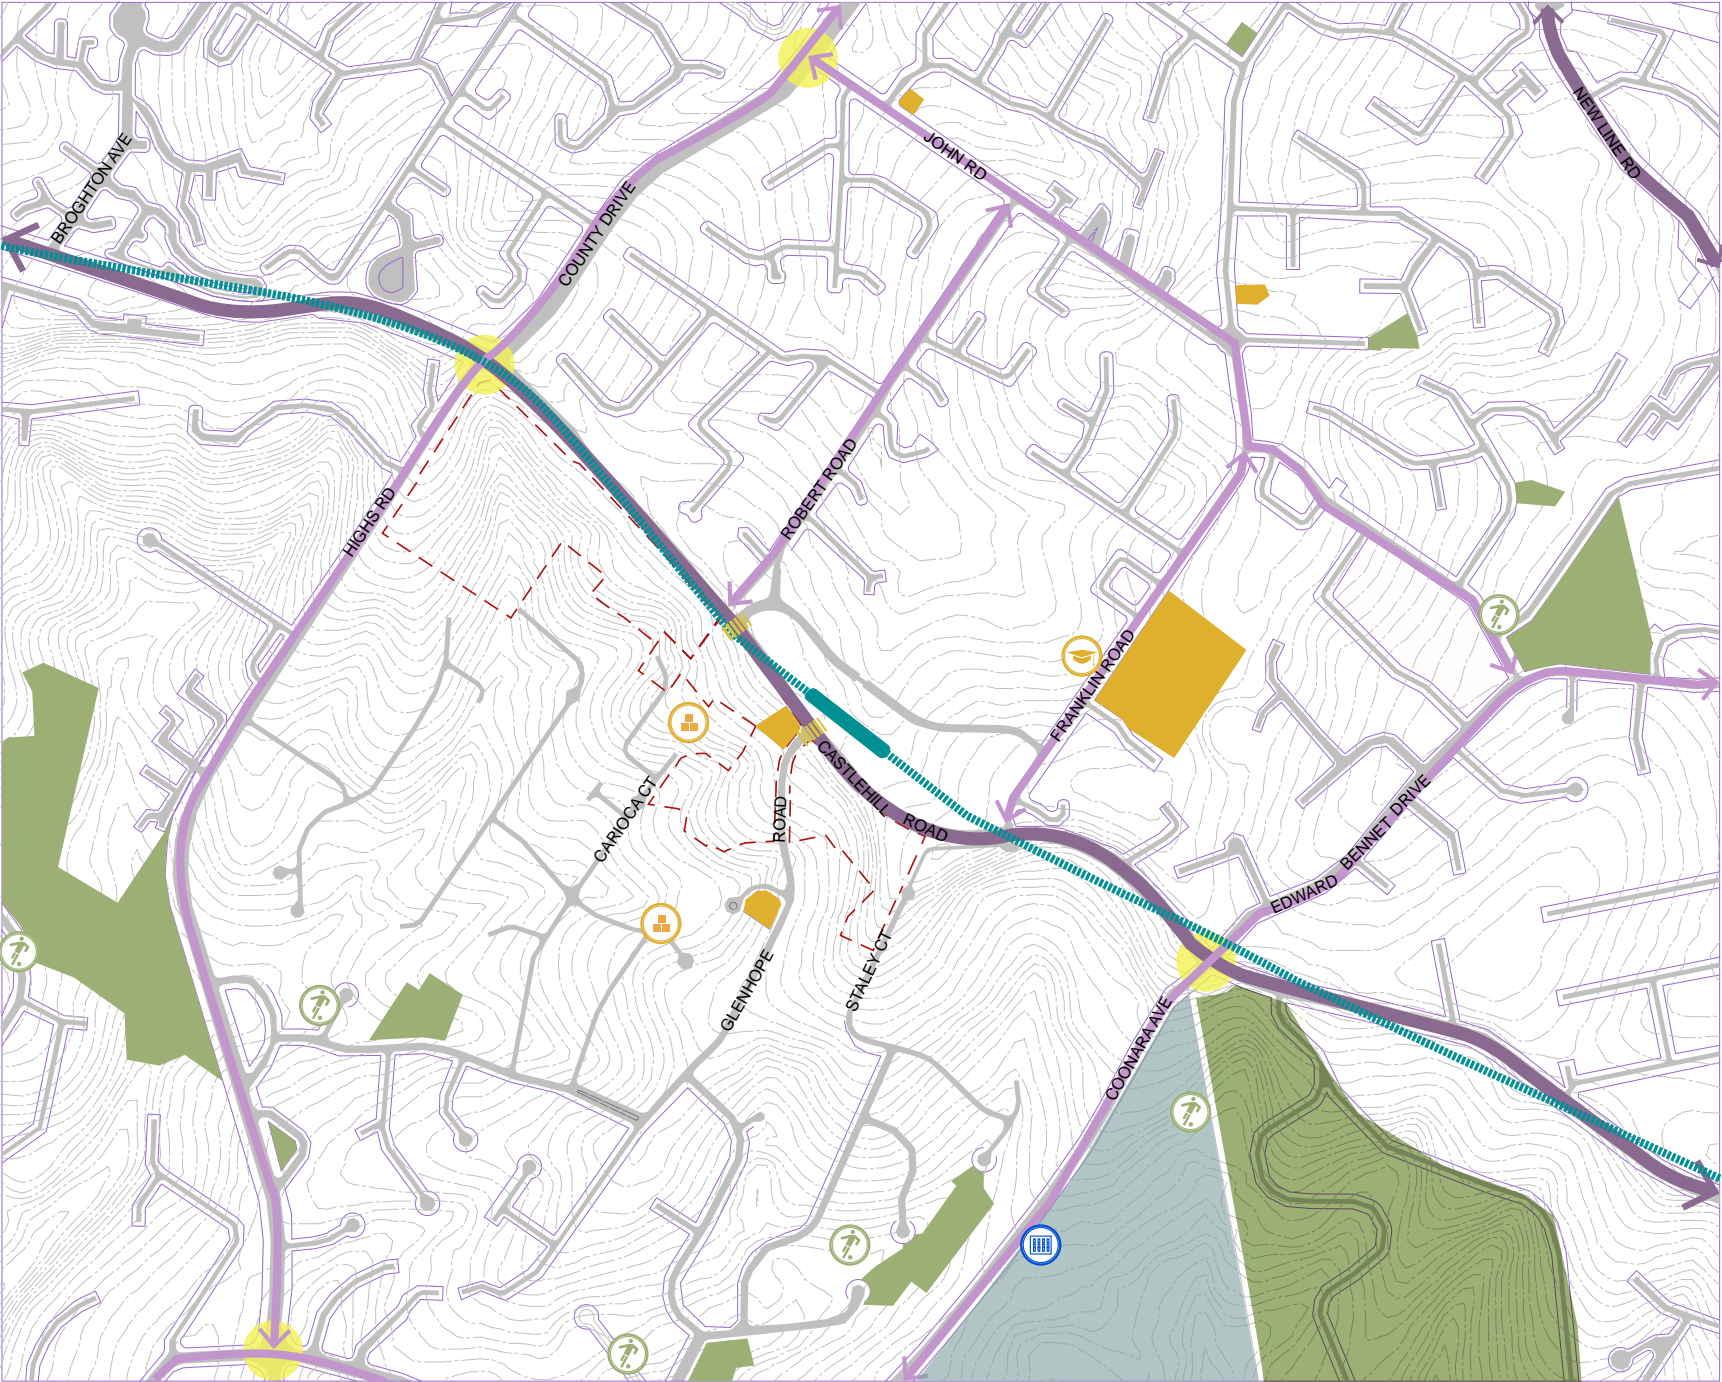 BROGHTON AVE
COUNTY DRIVE
JOHN RD
NEW LINE RD
HIGHS RD
ROBERT ROAD
FRANKLIN ROAD
CASTLEHILL ROAD
CARIOCA CT
ROAD
GLENHOPE
STALEY CT
EDWARD BENNET DRIVE
COONARA AVE